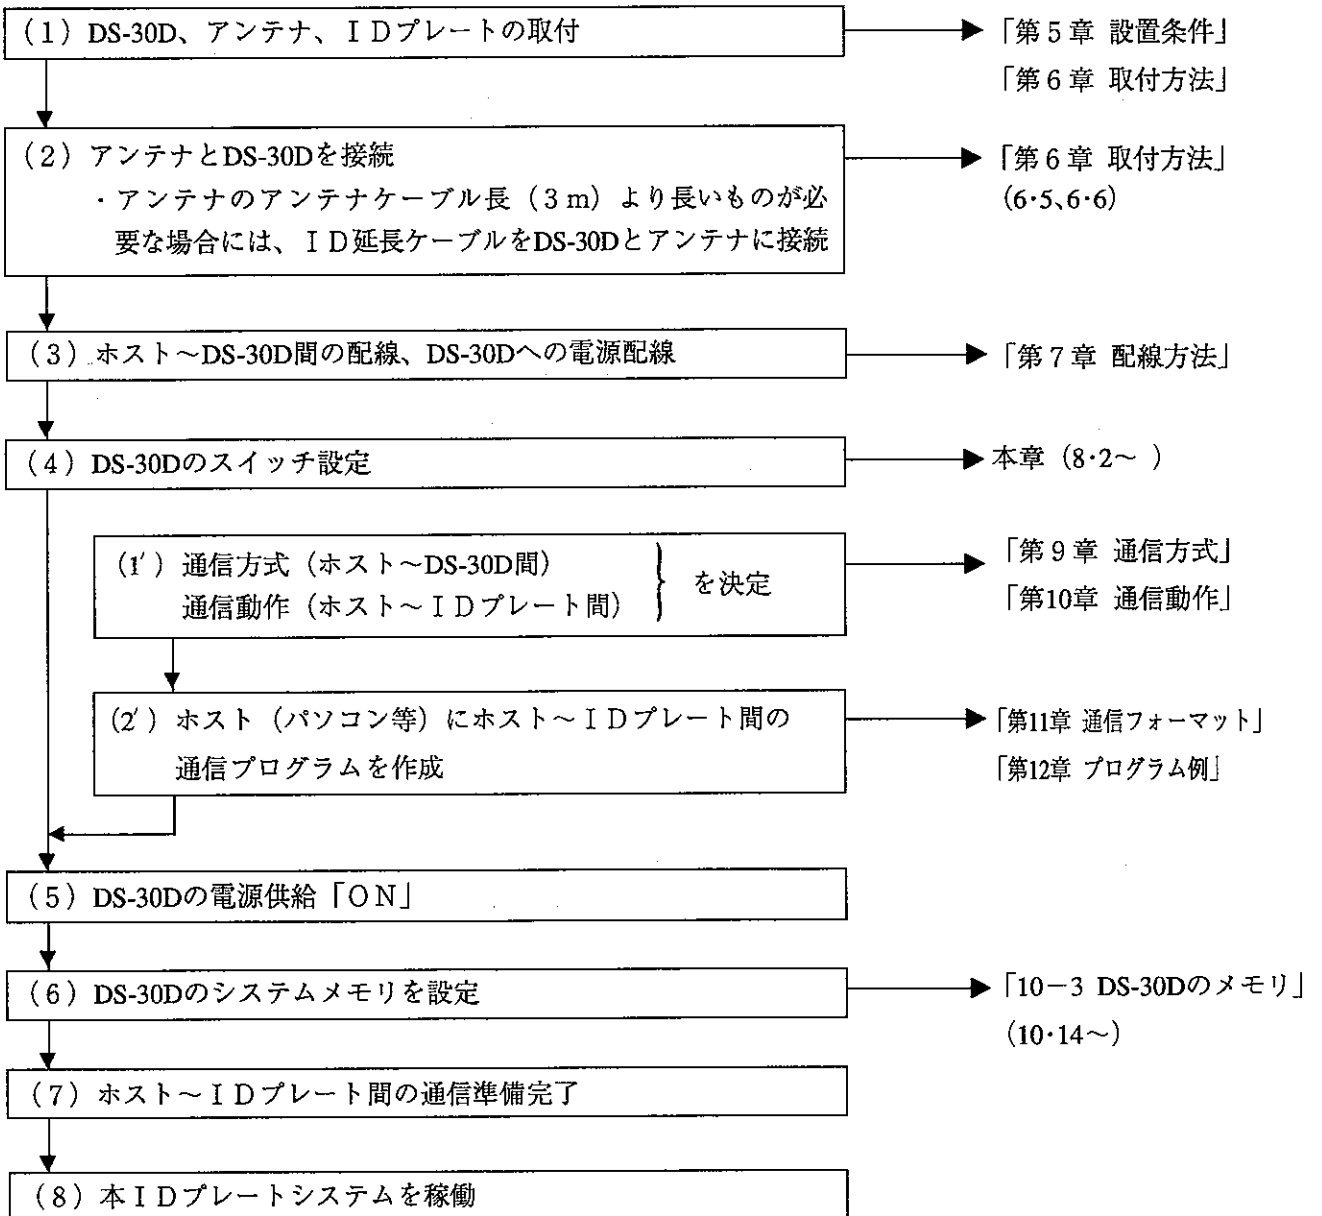 (1) DS-30D、アンテナ、IDプレートの取付
「第5章 設置条件」
「第6章 取付方法」
(2) アンテナとDS-30Dを接続
・アンテナのアンテナケーブル長(3m)より長いものが必
要な場合には、ID延長ケーブルをDS-30Dとアンテナに接続
「第6章 取付方法」
(6・5、6・6)
(3) ホスト~DS-30D間の配線、DS-30Dへの電源配線
「第7章 配線方法」
(4) DS-30Dのスイッチ設定
本章 (8・2~ )
(1′) 通信方式 (ホスト~DS-30D間)
通信動作 (ホスト~IDプレート間)
を決定
「第9章 通信方式」
「第10章 通信動作」
(2′) ホスト (パソコン等) にホスト~IDプレート間の
通信プログラムを作成
「第11章 通信フォーマット」
「第12章 プログラム例」
(5) DS-30Dの電源供給「ON」
(6) DS-30Dのシステムメモリを設定
「10-3 DS-30Dのメモリ」
(10・14~)
(7) ホスト~IDプレート間の通信準備完了
(8) 本IDプレートシステムを稼働